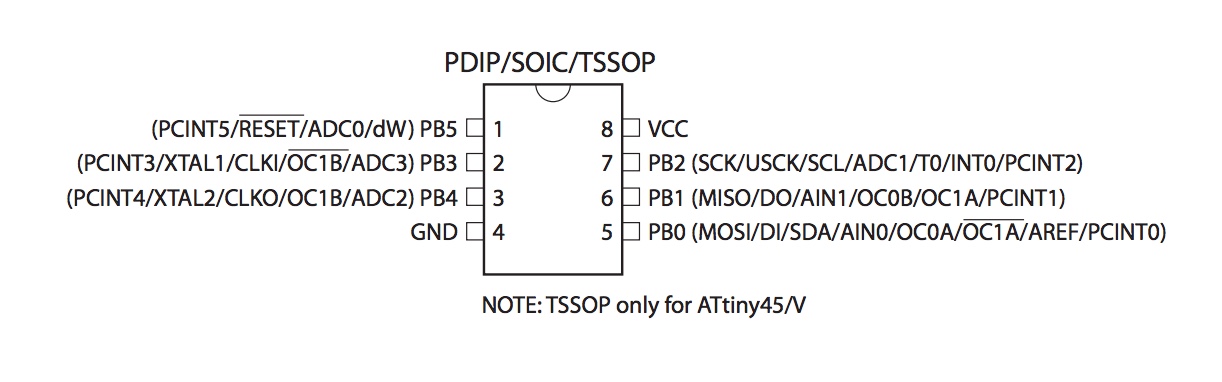 PDIP/SOIC/TSSOP
(PCINT5/RESET/ADC0/dW) PB5 1 8 VCC
(PCINT3/XTAL1/CLKI/OC1B/ADC3) PB3 2 7 PB2 (SCK/USCK/SCL/ADC1/T0/INT0/PCINT2)
(PCINT4/XTAL2/CLKO/OC1B/ADC2) PB4 3 6 PB1 (MISO/DO/AIN1/OC0B/OC1A/PCINT1)
GND 4 5 PB0 (MOSI/DI/SDA/AIN0/OC0A/OC1A/AREF/PCINT0)
NOTE: TSSOP only for ATtiny45/V